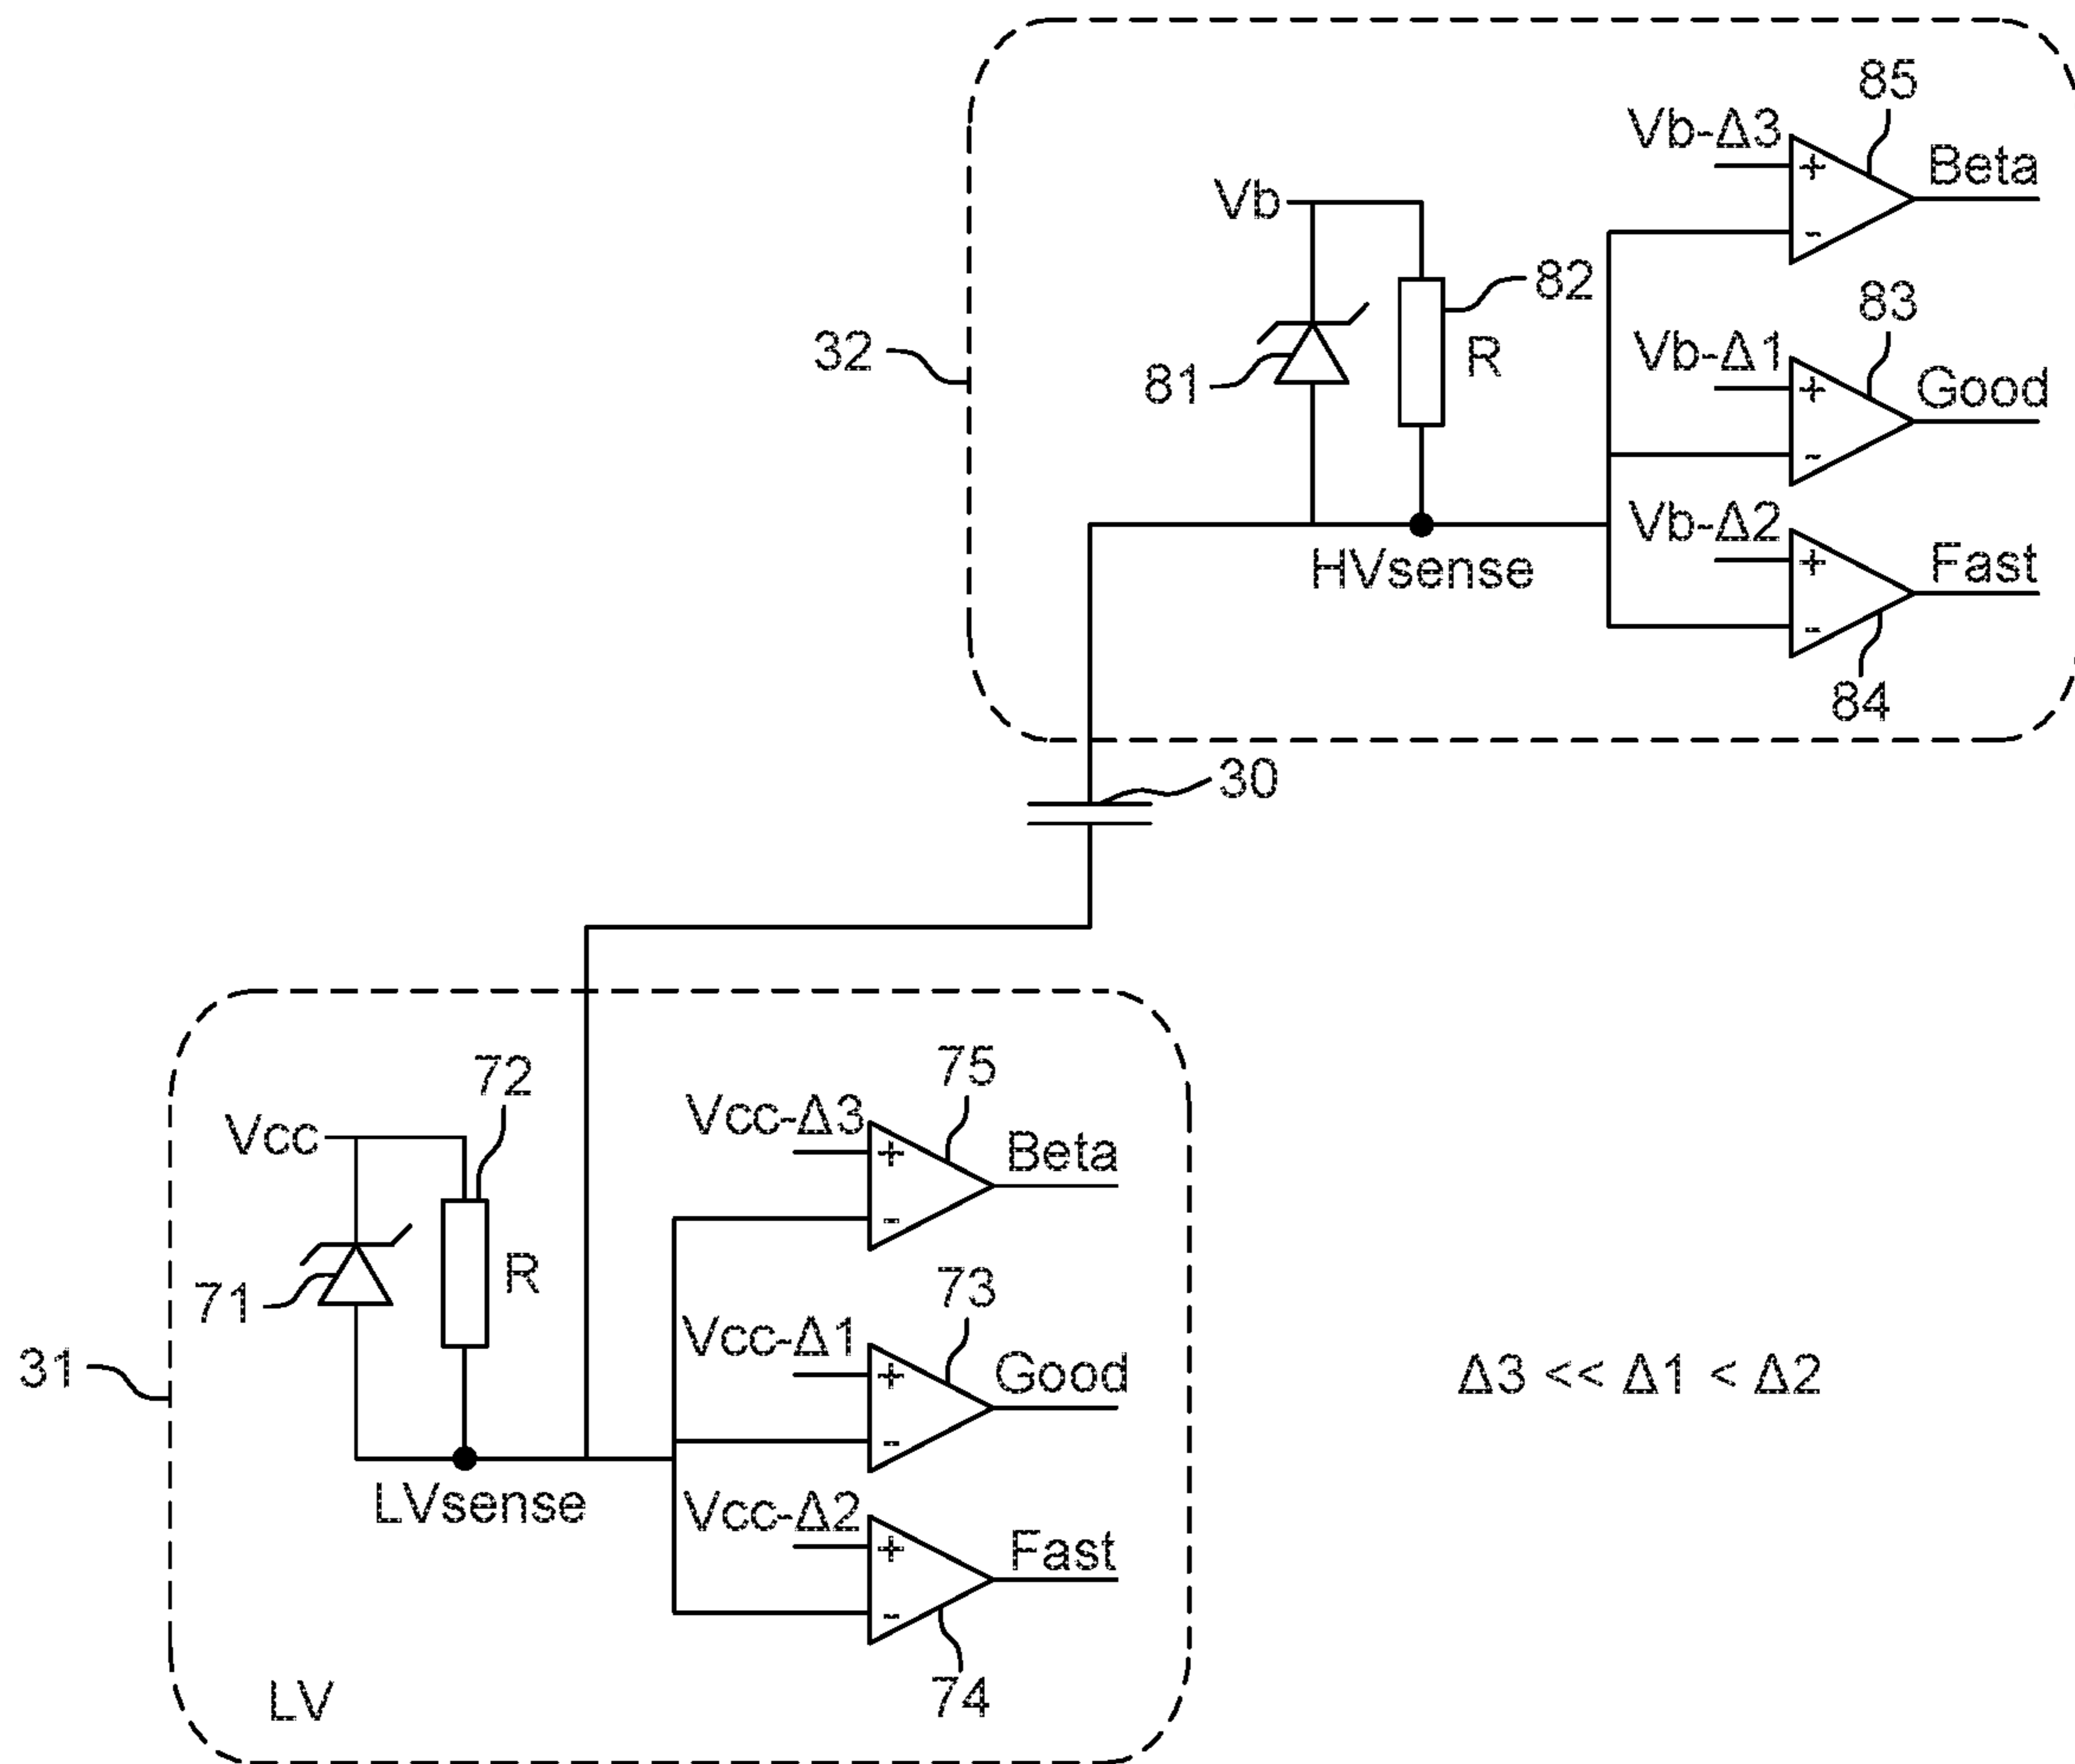 85
Vb-Δ3
+
Beta
-
Vb
82
83
32
R
Vb-Δ1
81
+
Good
-
Vb-Δ2
HVsense
+
Fast
-
84
30
75
72
Vcc-Δ3
Vcc
+
Beta
-
R
73
71
Vcc-Δ1
31
+
Good
Δ3 << Δ1 < Δ2
-
LVsense
Vcc-Δ2
+
Fast
-
74
LV